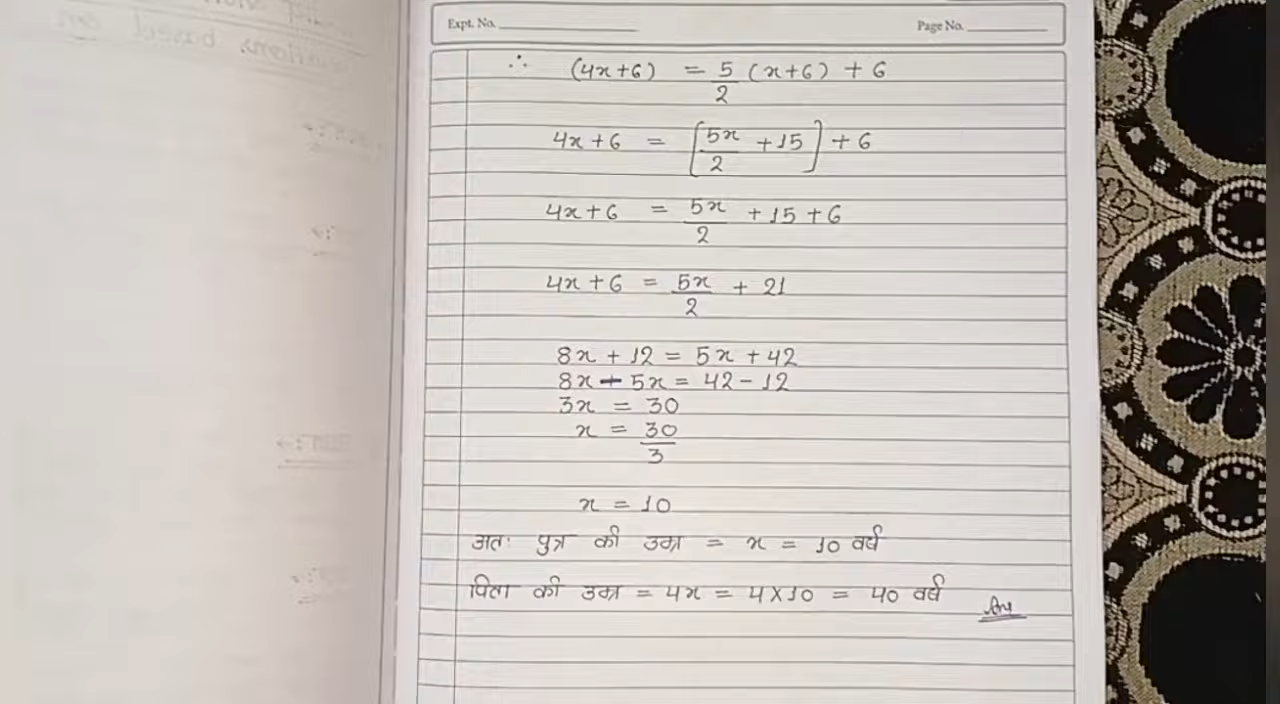 Expt. No.
Page No.
∴ (4x+6) = 5/2 (x+6) + 6
4x+6 = [5x/2 +15] + 6
4x+6 = 5x/2 + 15 + 6
4x + 6 = 5x/2 + 21
8x + 12 = 5x + 42
8x - 5x = 42 - 12
3x = 30
x = 30/3
x = 10
अतः पुत्र की उम्र = x = 10 वर्ष
पिता की उम्र = 4x = 4×10 = 40 वर्ष Ans